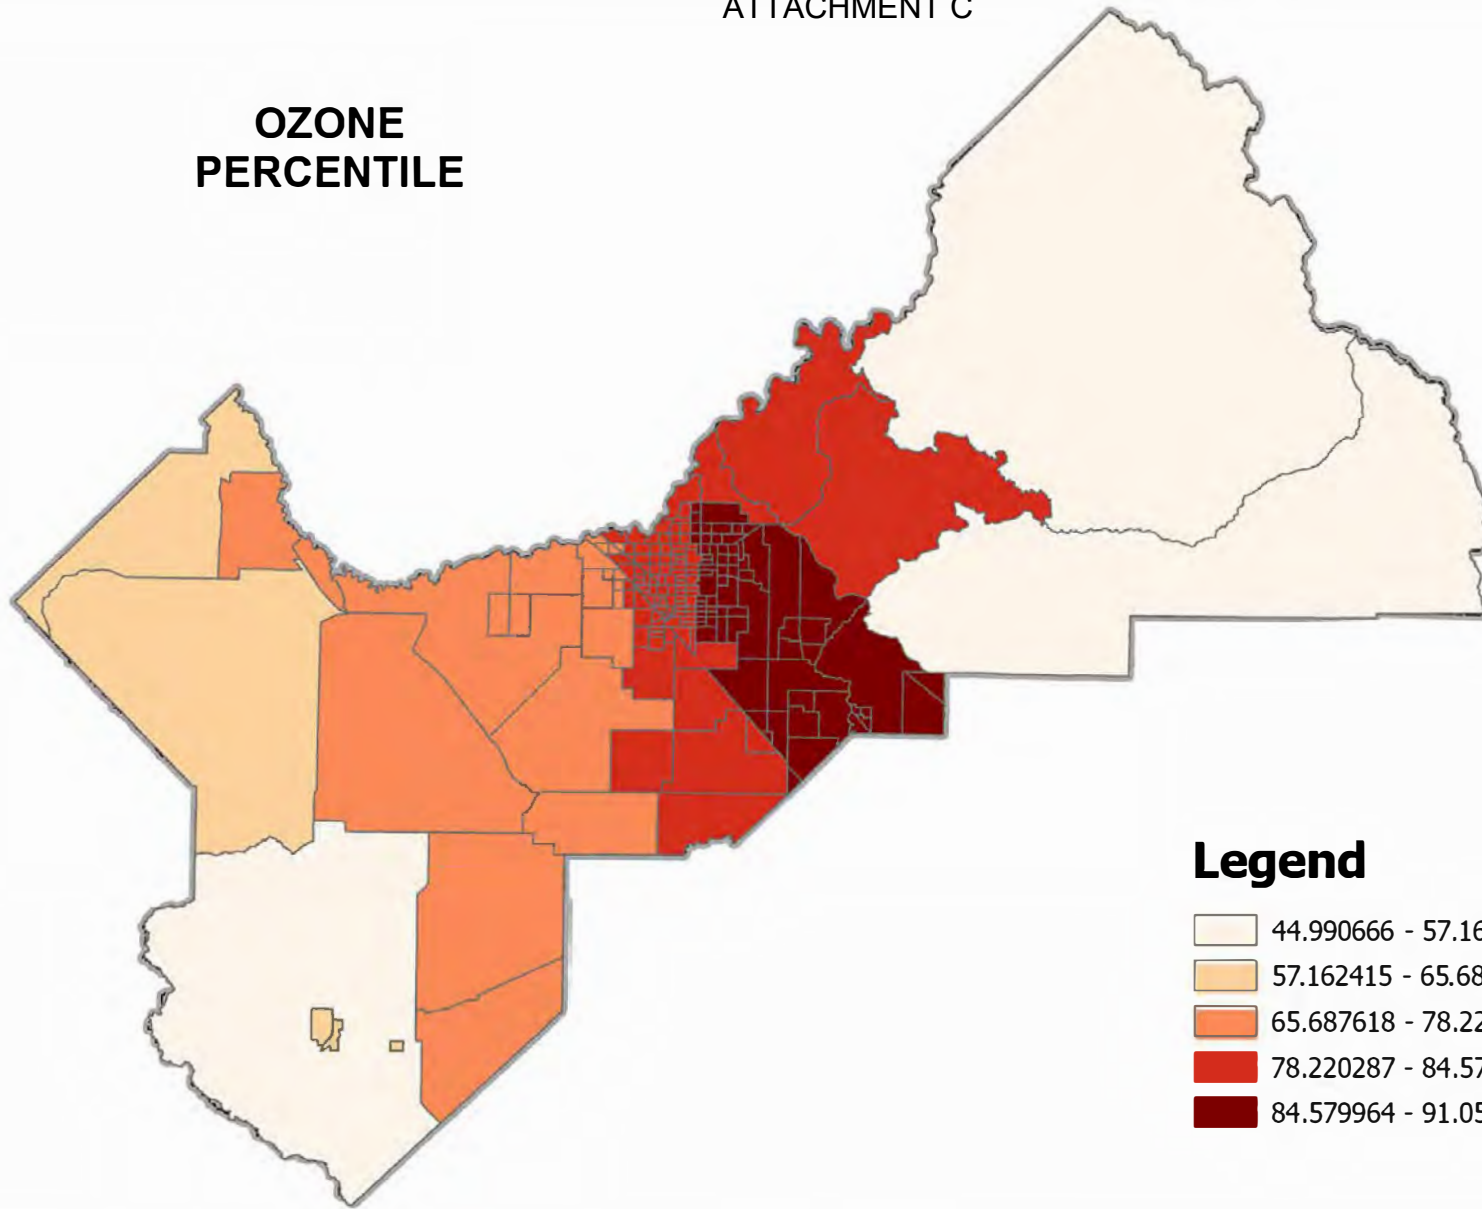 ATTACHMENT C
OZONE
PERCENTILE
Legend
44.990666 - 57.16
57.162415 - 65.68
65.687618 - 78.22
78.220287 - 84.57
84.579964 - 91.05